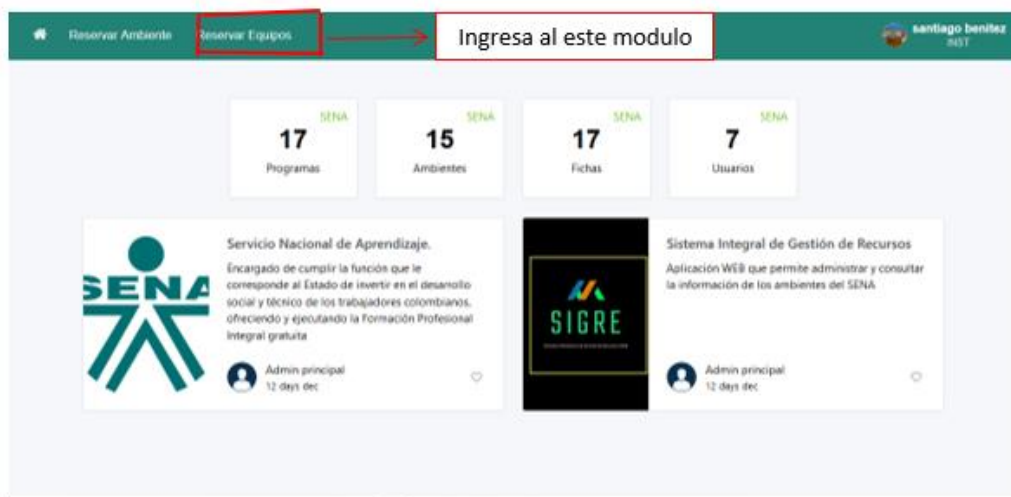 Reservar Ambiente
Reservar Equipos
Ingresa al este modulo
santiago benitez
INST
SENA
17
Programas
SENA
15
Ambientes
SENA
17
Fichas
SENA
7
Usuarios
SENA
Servicio Nacional de Aprendizaje.
Encargado de cumplir la función que le
corresponde al Estado de invertir en el desarrollo
social y técnico de los trabajadores colombianos,
ofreciendo y ejecutando la Formación Profesional
Integral gratuita
Admin principal
12 days dec
SIGRE
Sistema Integral de Gestión de Recursos
Aplicación WEB que permite administrar y consultar
la información de los ambientes del SENA
Admin principal
12 days dec